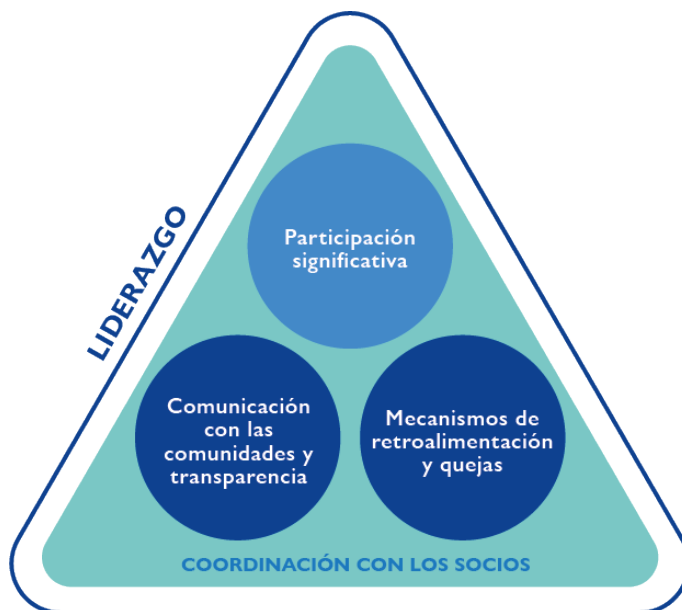 LIDERAZGO
Participación
significativa
Comunicación
con las
comunidades y
transparencia
Mecanismos de
retroalimentación
y quejas
COORDINACIÓN CON LOS SOCIOS